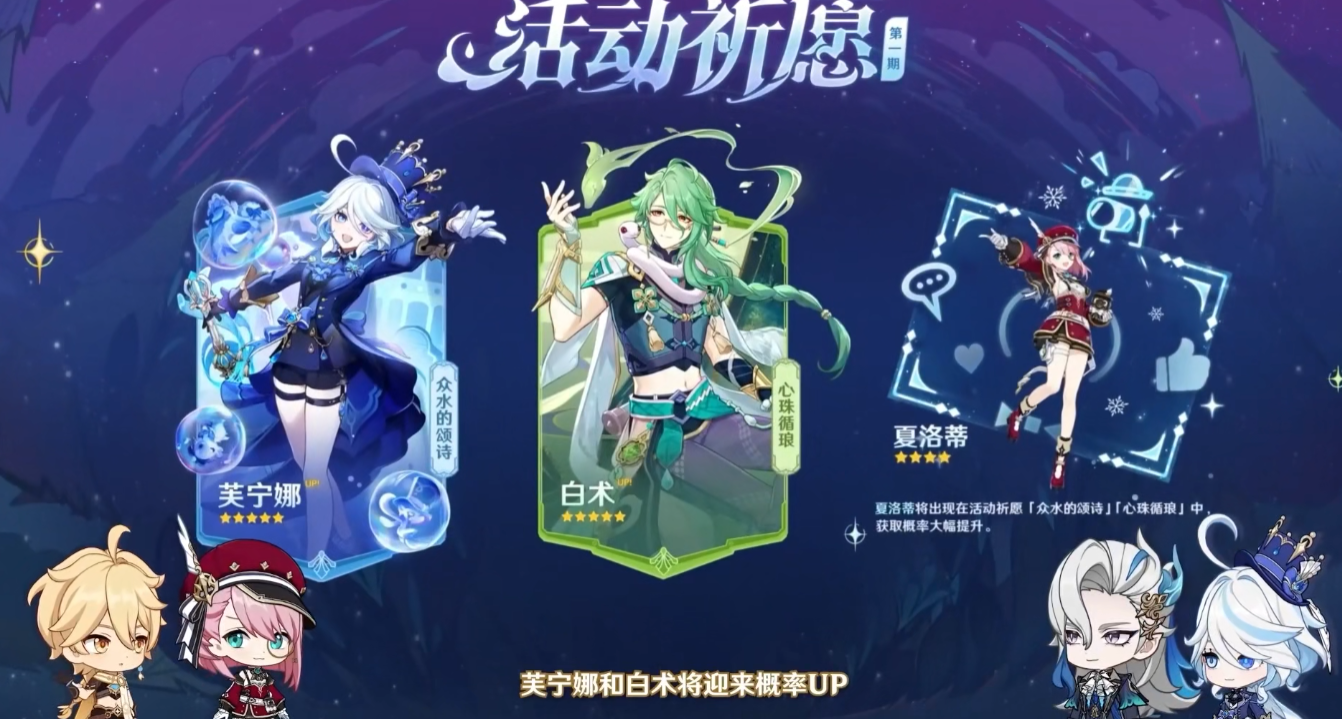 活动祈愿
第一期
众水的颂诗
芙宁娜 UP!
心珠循琅
白术 UP!
夏洛蒂
夏洛蒂将出现在活动祈愿「众水的颂诗」「心珠循琅」中，
获取概率大幅提升。
芙宁娜和白术将迎来概率UP